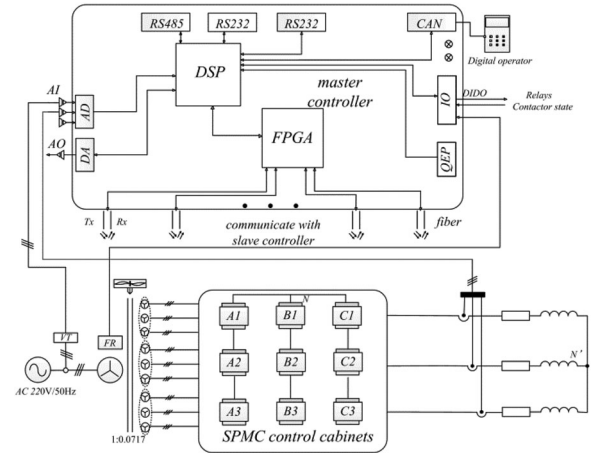 RS485 RS232 RS232 CAN
Digital operator
DSP
master
controller
AI
AD
IO
DIDO
Relays
Contactor state
AO
DA
FPGA
QEP
Tx Rx
communicate with
slave controller
fiber
N
A1 B1 C1
VT
FR
A2 B2 C2
N'
AC 220V/50Hz
A3 B3 C3
1:0.0717
SPMC control cabinets